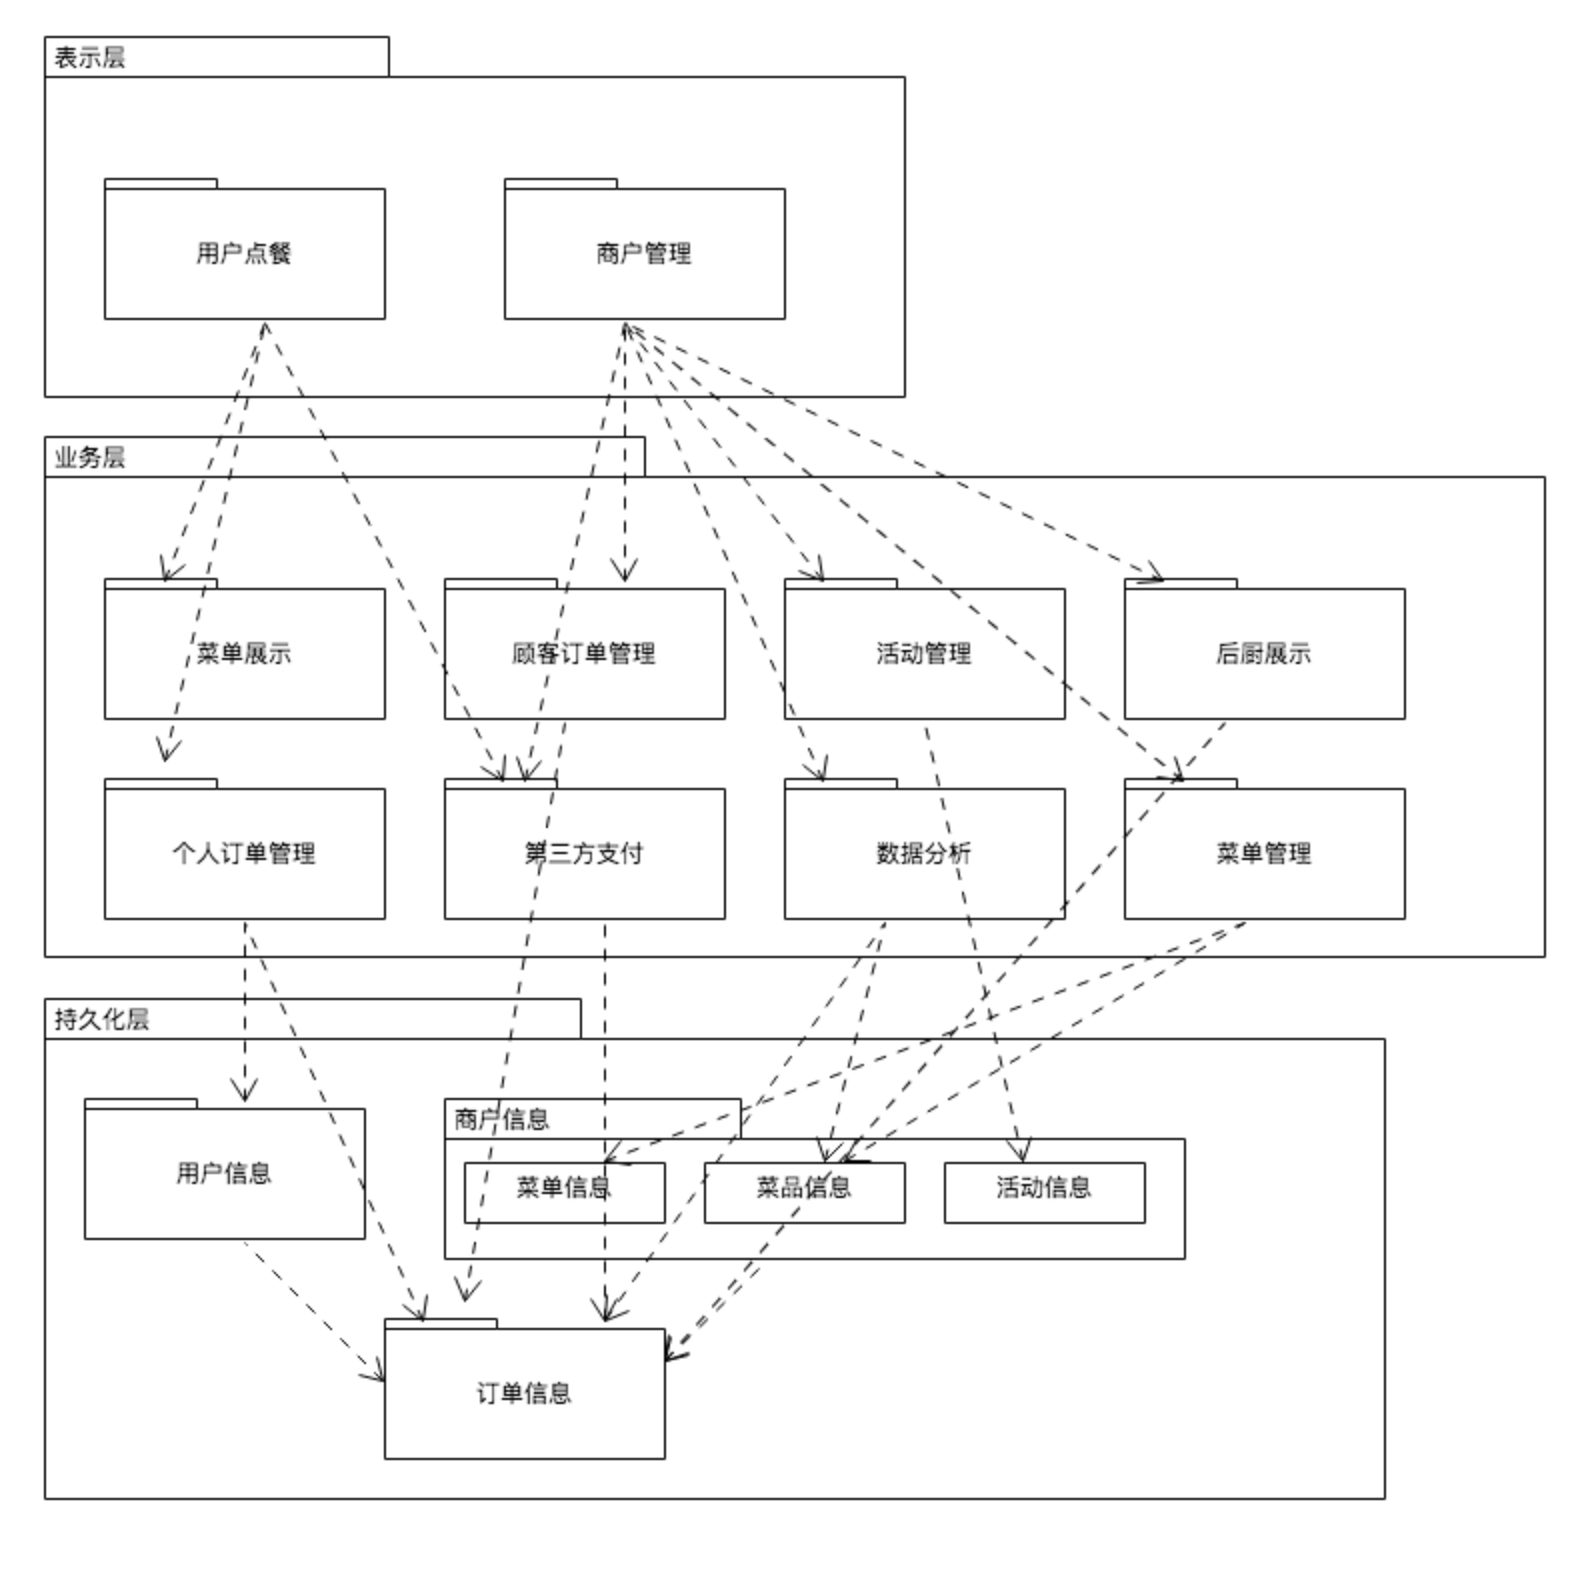 表示层
用户点餐
商户管理
业务层
菜单展示
顾客订单管理
活动管理
后厨展示
个人订单管理
第三方支付
数据分析
菜单管理
持久化层
商户信息
用户信息
菜单信息
菜品信息
活动信息
订单信息